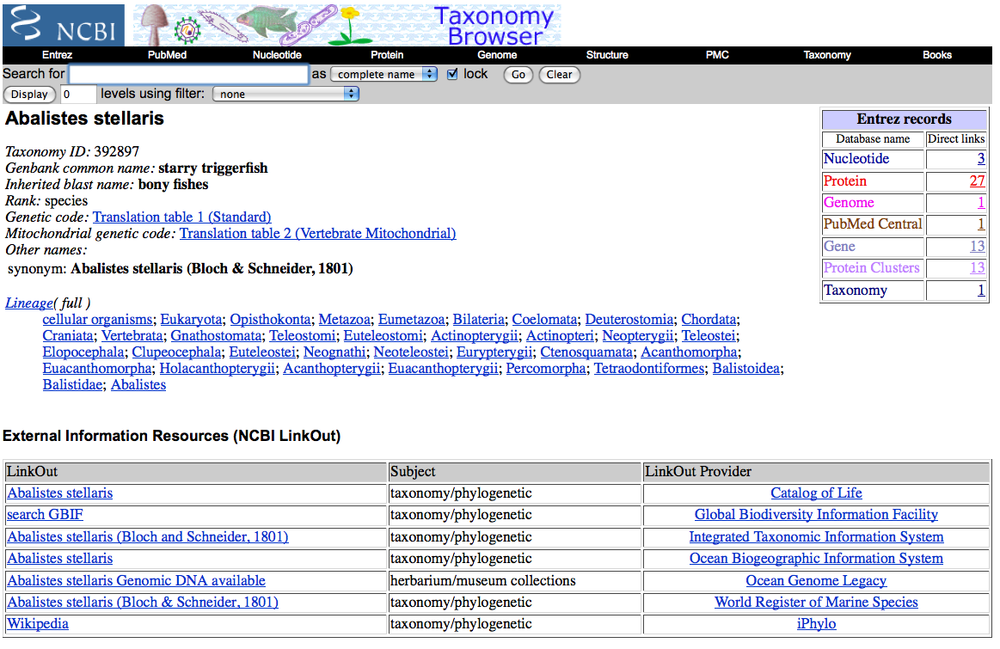 NCBI
Taxonomy
Browser
Entrez PubMed Nucleotide Protein Genome Structure PMC Taxonomy Books
Search for as complete name lock Go Clear
Display 0 levels using filter: none
Abalistes stellaris
Taxonomy ID: 392897
Genbank common name: starry triggerfish
Inherited blast name: bony fishes
Rank: species
Genetic code: Translation table 1 (Standard)
Mitochondrial genetic code: Translation table 2 (Vertebrate Mitochondrial)
Other names:
synonym: Abalistes stellaris (Bloch & Schneider, 1801)
Lineage( full )
cellular organisms; Eukaryota; Opisthokonta; Metazoa; Eumetazoa; Bilateria; Coelomata; Deuterostomia; Chordata;
Craniata; Vertebrata; Gnathostomata; Teleostomi; Euteleostomi; Actinopterygii; Actinopteri; Neopterygii; Teleostei;
Elopocephala; Clupeocephala; Euteleostei; Neognathi; Neoteleostei; Eurypterygii; Ctenosquamata; Acanthomorpha;
Euacanthomorpha; Holacanthopterygii; Acanthopterygii; Euacanthopterygii; Percomorpha; Tetraodontiformes; Balistoidea;
Balistidae; Abalistes
Entrez records
Database name Direct links
Nucleotide 3
Protein 27
Genome 1
PubMed Central 1
Gene 13
Protein Clusters 13
Taxonomy 1
External Information Resources (NCBI LinkOut)
LinkOut Subject LinkOut Provider
Abalistes stellaris taxonomy/phylogenetic Catalog of Life
search GBIF taxonomy/phylogenetic Global Biodiversity Information Facility
Abalistes stellaris (Bloch and Schneider, 1801) taxonomy/phylogenetic Integrated Taxonomic Information System
Abalistes stellaris taxonomy/phylogenetic Ocean Biogeographic Information System
Abalistes stellaris Genomic DNA available herbarium/museum collections Ocean Genome Legacy
Abalistes stellaris (Bloch & Schneider, 1801) taxonomy/phylogenetic World Register of Marine Species
Wikipedia taxonomy/phylogenetic iPhylo